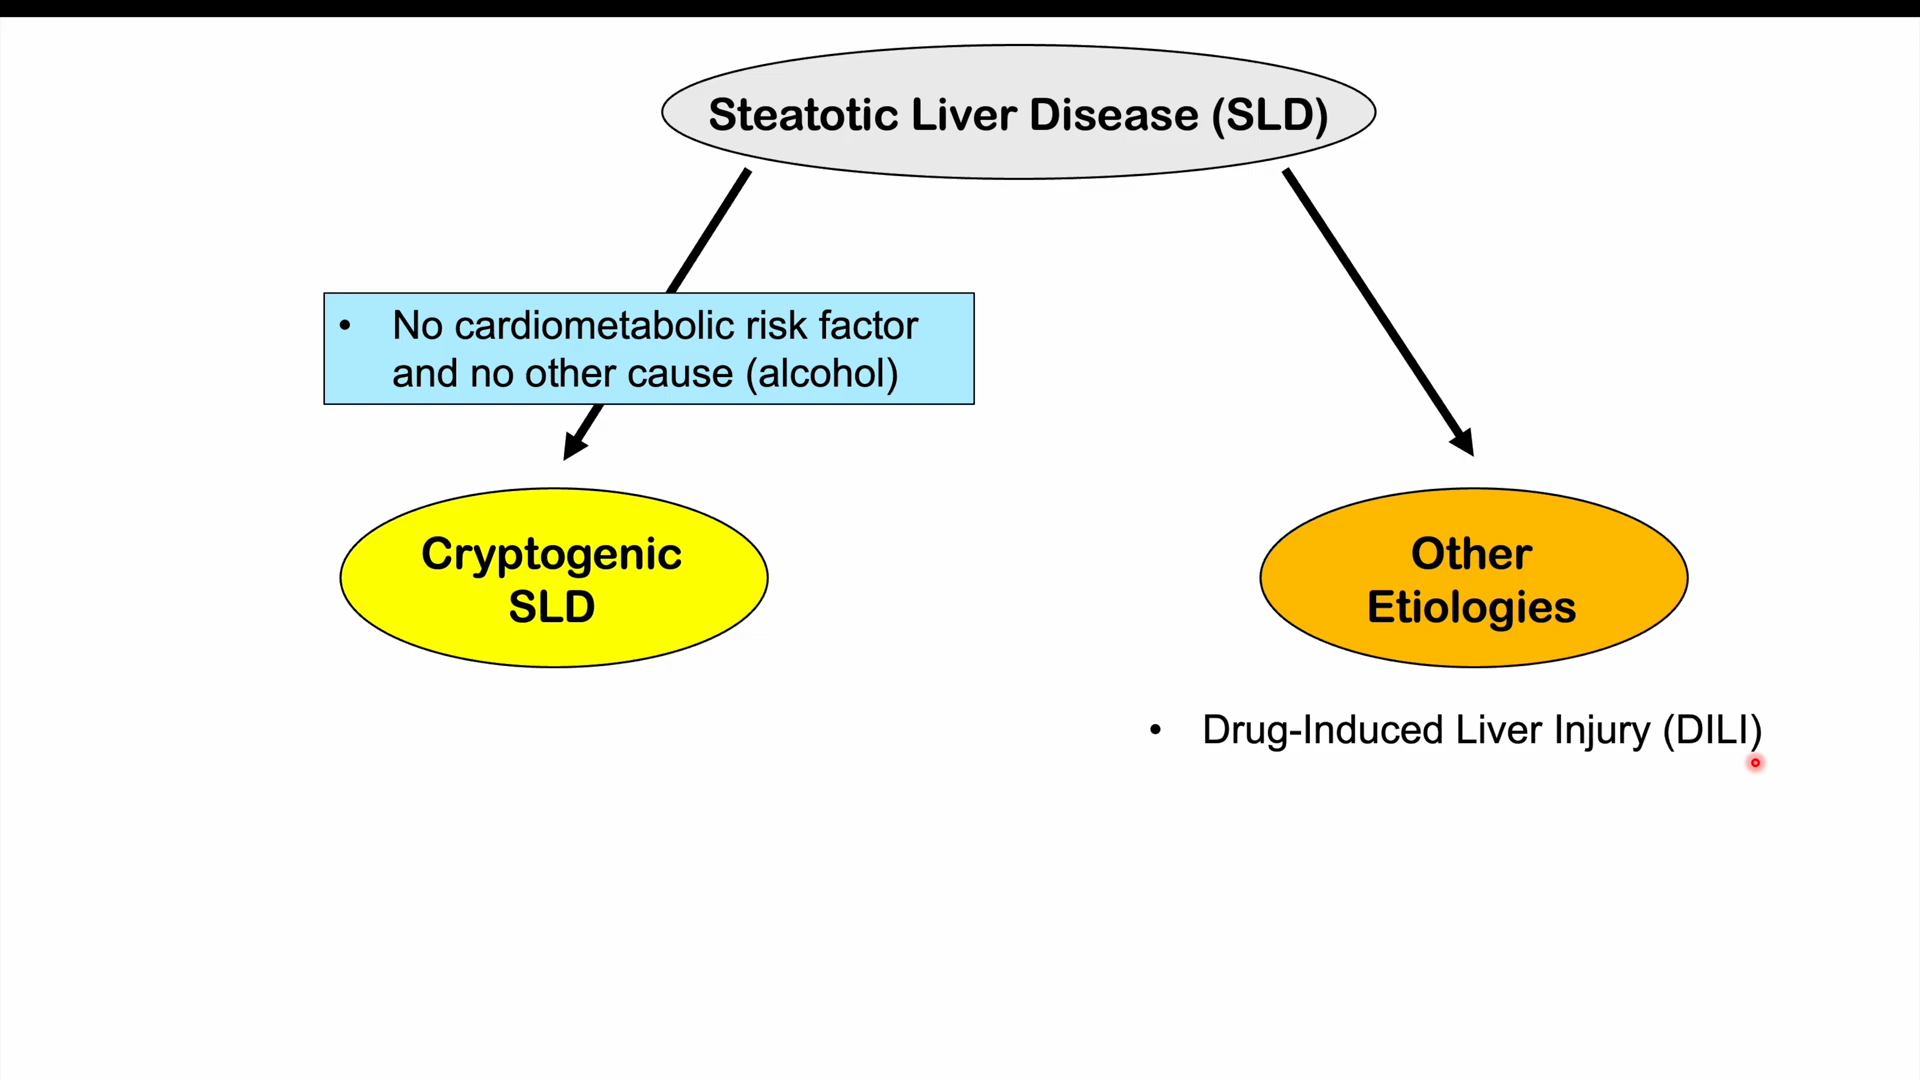 Steatotic Liver Disease (SLD)
• No cardiometabolic risk factor
and no other cause (alcohol)
Cryptogenic
SLD
Other
Etiologies
• Drug-Induced Liver Injury (DILI)